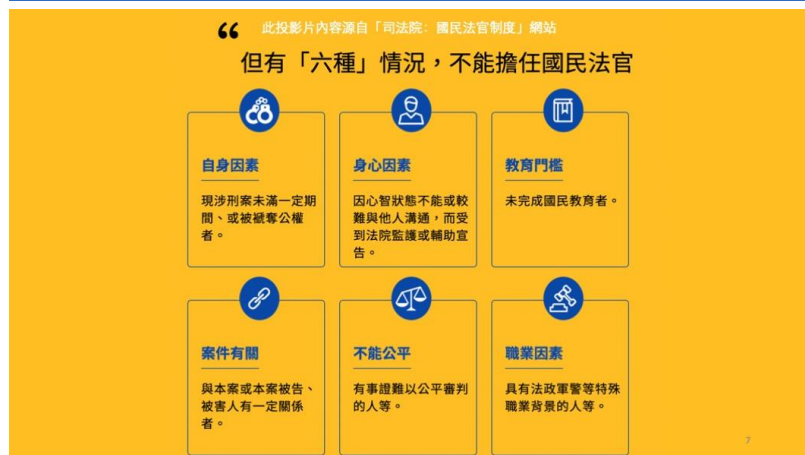 此投影片內容源自「司法院: 國民法官制度」網站
但有「六種」情況，不能擔任國民法官
自身因素
現涉刑案未滿一定期
間、或被褫奪公權
者。
身心因素
因心智狀態不能或較
難與他人溝通，而受
到法院監護或輔助宣
告。
教育門檻
未完成國民教育者。
案件有關
與本案或本案被告、
被害人有一定關係
者。
不能公平
有事證難以公平審判
的人等。
職業因素
具有法政軍警等特殊
職業背景的人等。
7